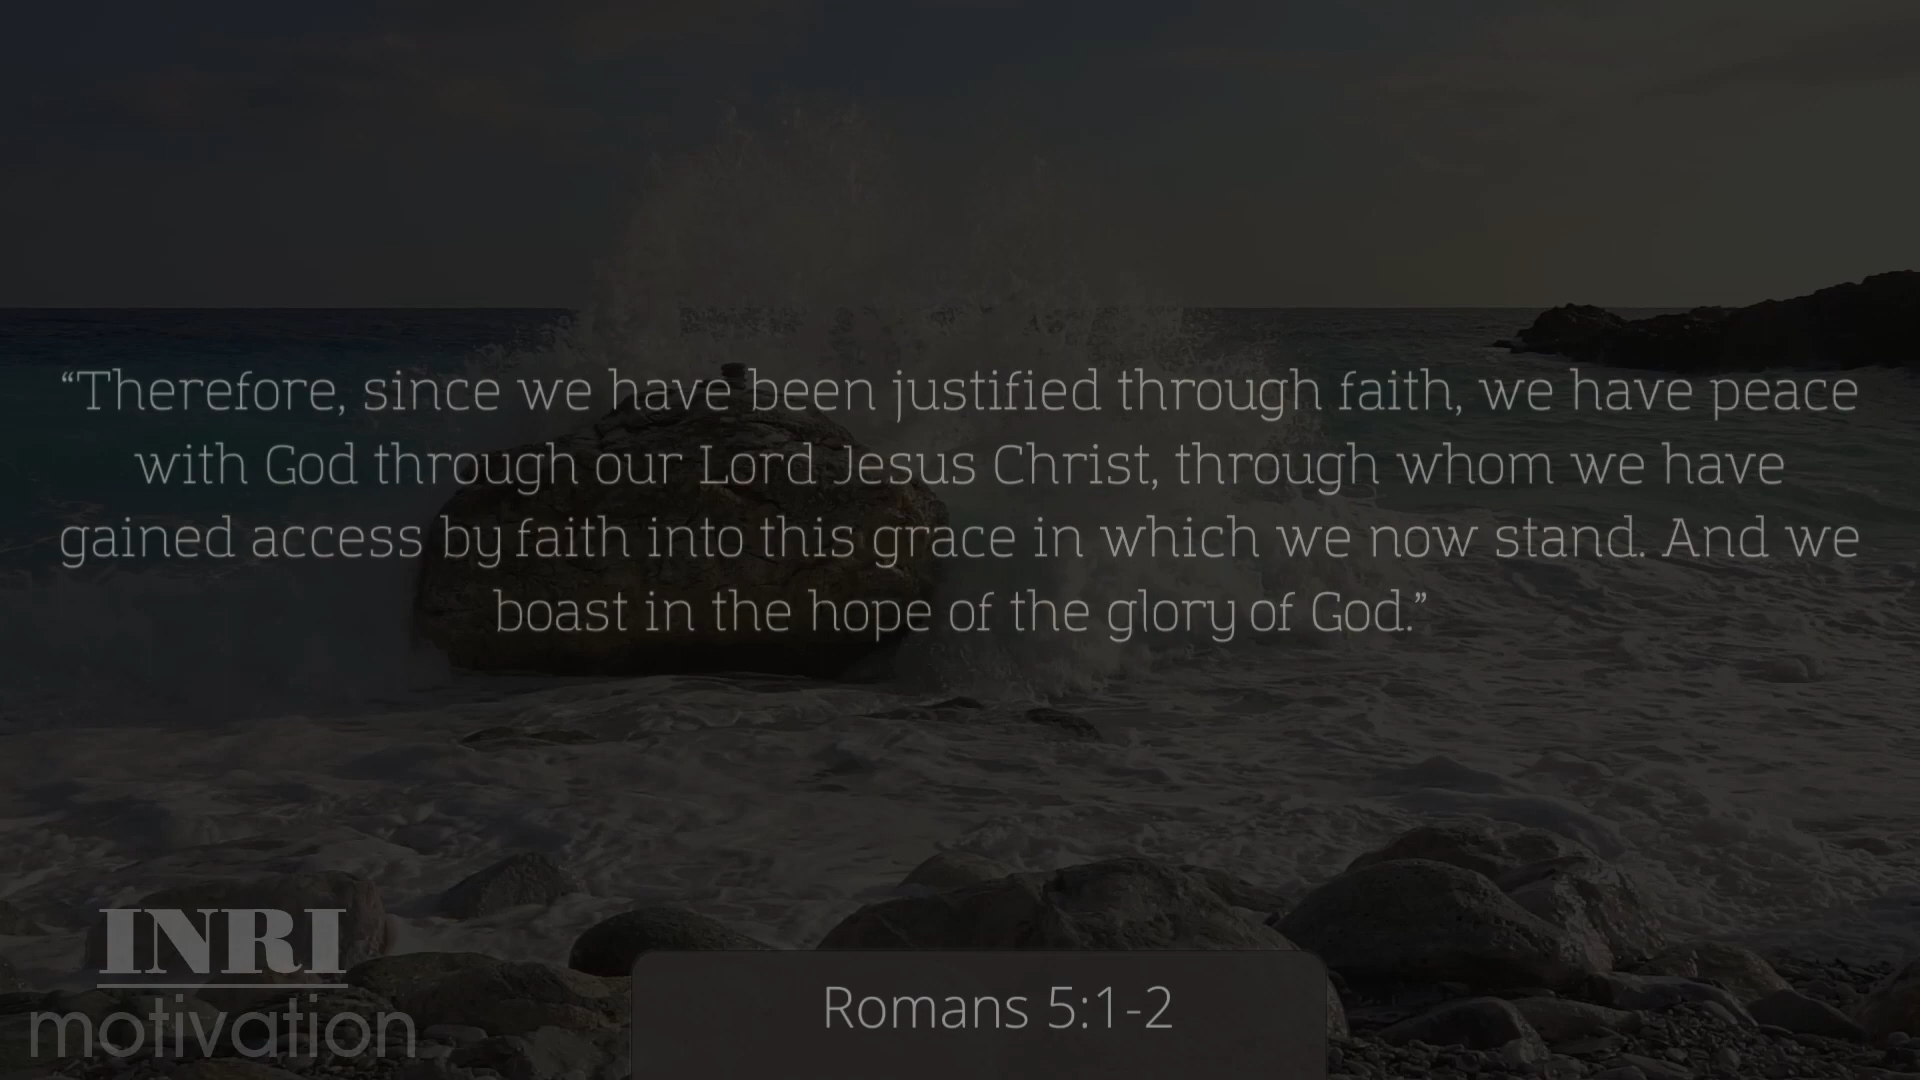 “Therefore, since we have been justified through faith, we have peace
with God through our Lord Jesus Christ, through whom we have
gained access by faith into this grace in which we now stand. And we
boast in the hope of the glory of God.”
INRI
motivation
Romans 5:1-2